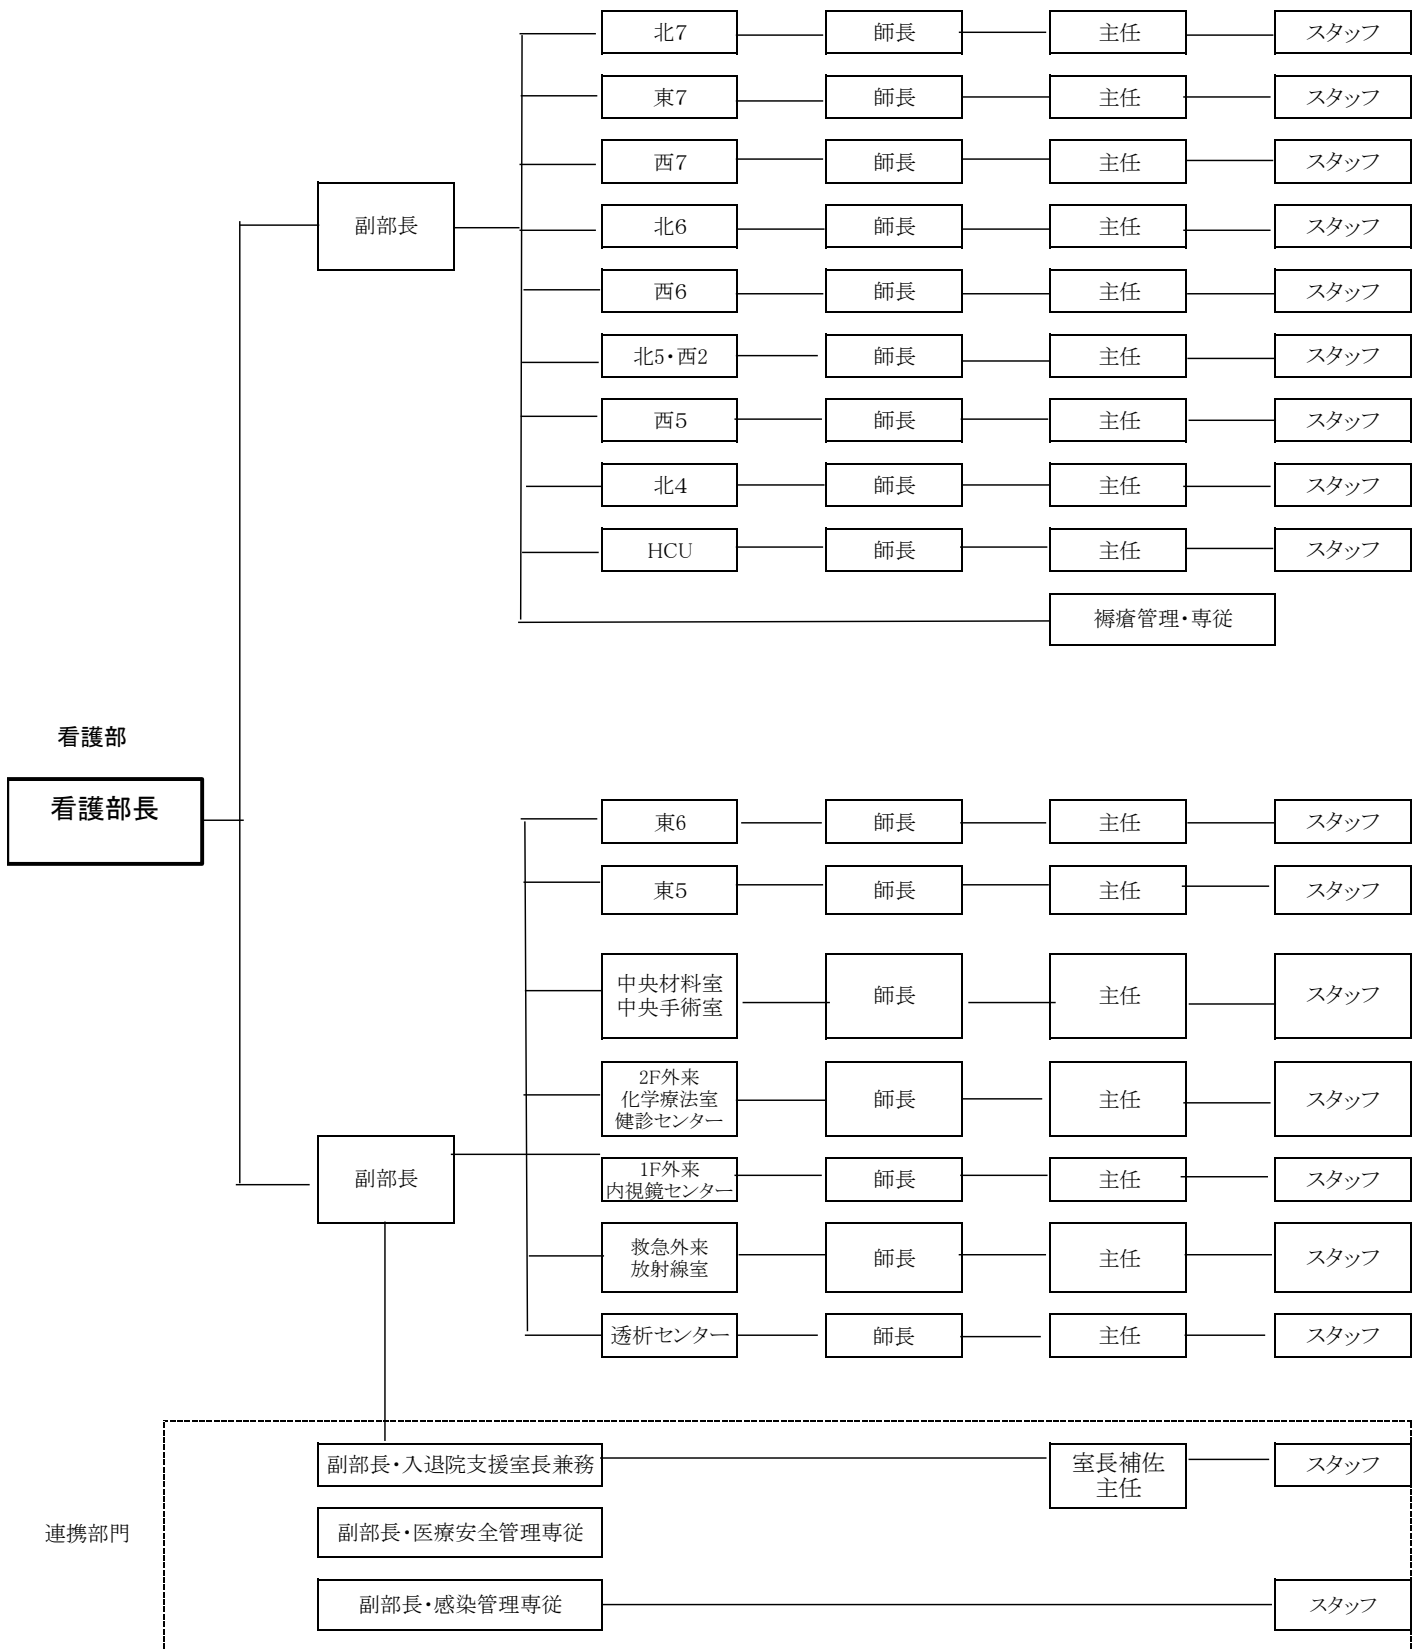 北7 師長 主任 スタッフ
東7 師長 主任 スタッフ
西7 師長 主任 スタッフ
副部長
北6 師長 主任 スタッフ
西6 師長 主任 スタッフ
北5・西2 師長 主任 スタッフ
西5 師長 主任 スタッフ
北4 師長 主任 スタッフ
HCU 師長 主任 スタッフ
褥瘡管理・専従
看護部
看護部長
東6 師長 主任 スタッフ
東5 師長 主任 スタッフ
中央材料室
中央手術室
師長 主任 スタッフ
2F外来
化学療法室
健診センター
師長 主任 スタッフ
副部長
1F外来
内視鏡センター
師長 主任 スタッフ
救急外来
放射線室
師長 主任 スタッフ
透析センター 師長 主任 スタッフ
連携部門
副部長・入退院支援室長兼務
室長補佐
主任
スタッフ
副部長・医療安全管理専従
副部長・感染管理専従 スタッフ